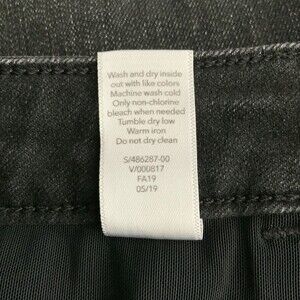 Wash and dry inside
out with like colors
Machine wash cold
Only non-chlorine
bleach when needed
Tumble dry low
Warm iron
Do not dry clean
S/486287-00
V/000817
FA19
05/19